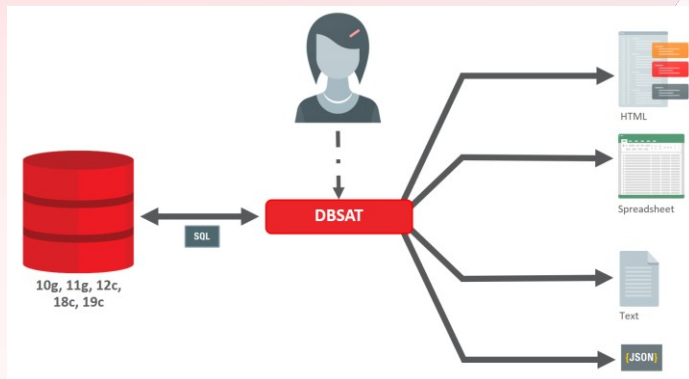 HTML
Spreadsheet
DBSAT
SQL
10g, 11g, 12c,
18c, 19c
Text
{JSON}